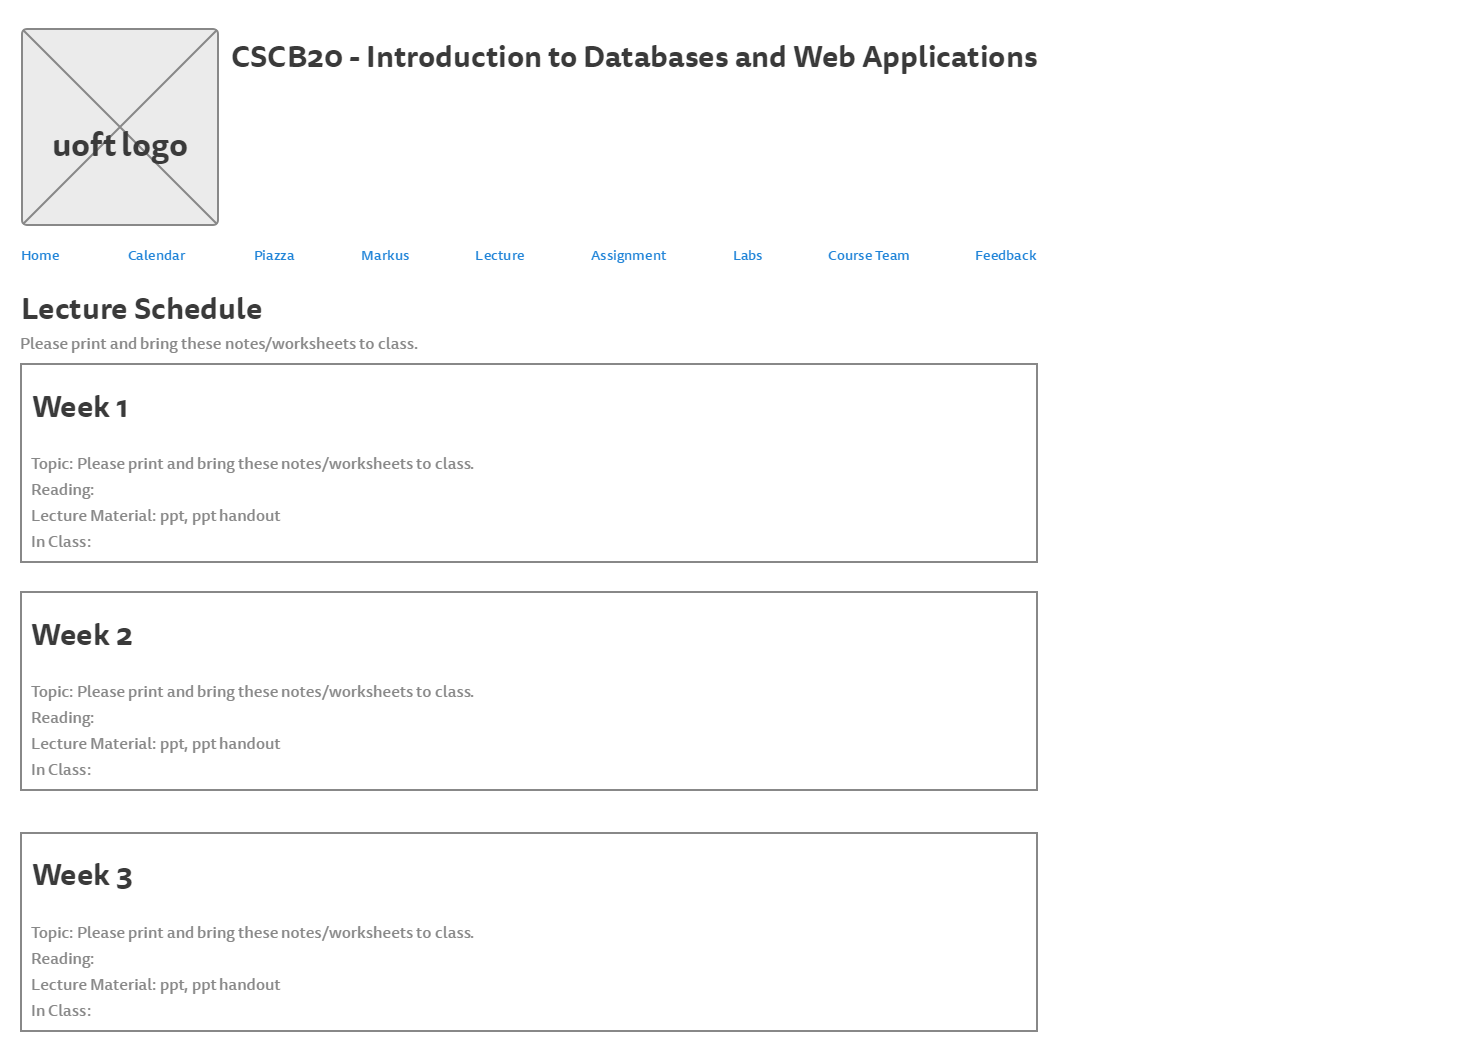 CSCB20 - Introduction to Databases and Web Applications
uoft logo
Home Calendar Piazza Markus Lecture Assignment Labs Course Team Feedback
Lecture Schedule
Please print and bring these notes/worksheets to class.
Week 1
Topic: Please print and bring these notes/worksheets to class.
Reading:
Lecture Material: ppt, ppt handout
In Class:
Week 2
Topic: Please print and bring these notes/worksheets to class.
Reading:
Lecture Material: ppt, ppt handout
In Class:
Week 3
Topic: Please print and bring these notes/worksheets to class.
Reading:
Lecture Material: ppt, ppt handout
In Class: